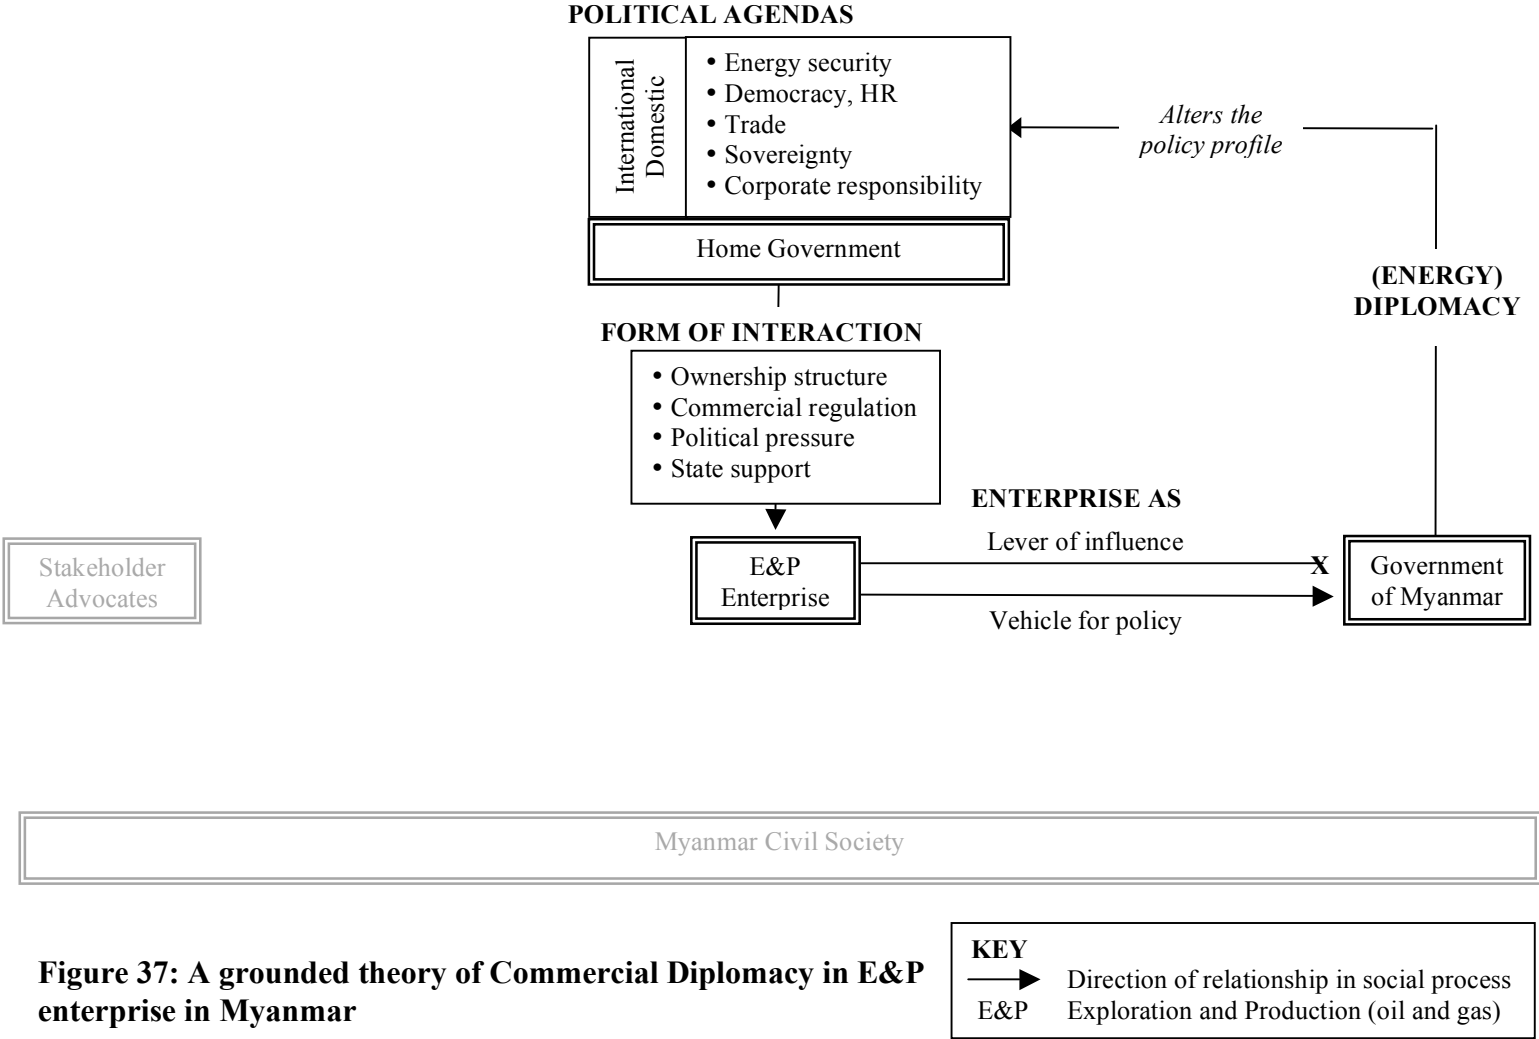 POLITICAL AGENDAS
International
Domestic
• Energy security
• Democracy, HR
• Trade
• Sovereignty
• Corporate responsibility
Alters the
policy profile
Home Government
(ENERGY)
DIPLOMACY
FORM OF INTERACTION
• Ownership structure
• Commercial regulation
• Political pressure
• State support
ENTERPRISE AS
Lever of influence
X
Stakeholder
Advocates
E&P
Enterprise
Government
of Myanmar
Vehicle for policy
Myanmar Civil Society
Figure 37: A grounded theory of Commercial Diplomacy in E&P
enterprise in Myanmar
KEY
Direction of relationship in social process
E&P Exploration and Production (oil and gas)